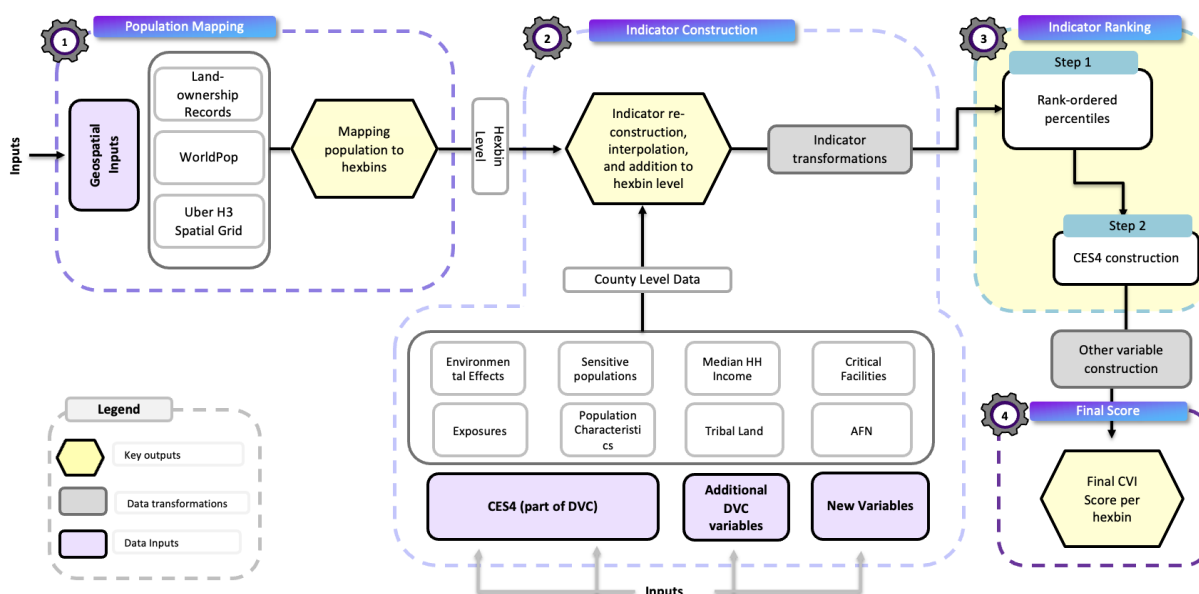 1
Population Mapping
Inputs
Geospatial
Inputs
Land-
ownership
Records
WorldPop
Uber H3
Spatial Grid
Mapping
population to
hexbins
Hexbin
Level
2
Indicator Construction
Indicator re-
construction,
interpolation,
and addition to
hexbin level
Indicator
transformations
County Level Data
Environmen
tal Effects
Sensitive
populations
Median HH
Income
Critical
Facilities
Exposures
Population
Characteristi
cs
Tribal Land
AFN
CES4 (part of DVC)
Additional
DVC
variables
New Variables
Inputs
3
Indicator Ranking
Step 1
Rank-ordered
percentiles
Step 2
CES4 construction
Other variable
construction
4
Final Score
Final CVI
Score per
hexbin
Legend
Key outputs
Data transformations
Data Inputs